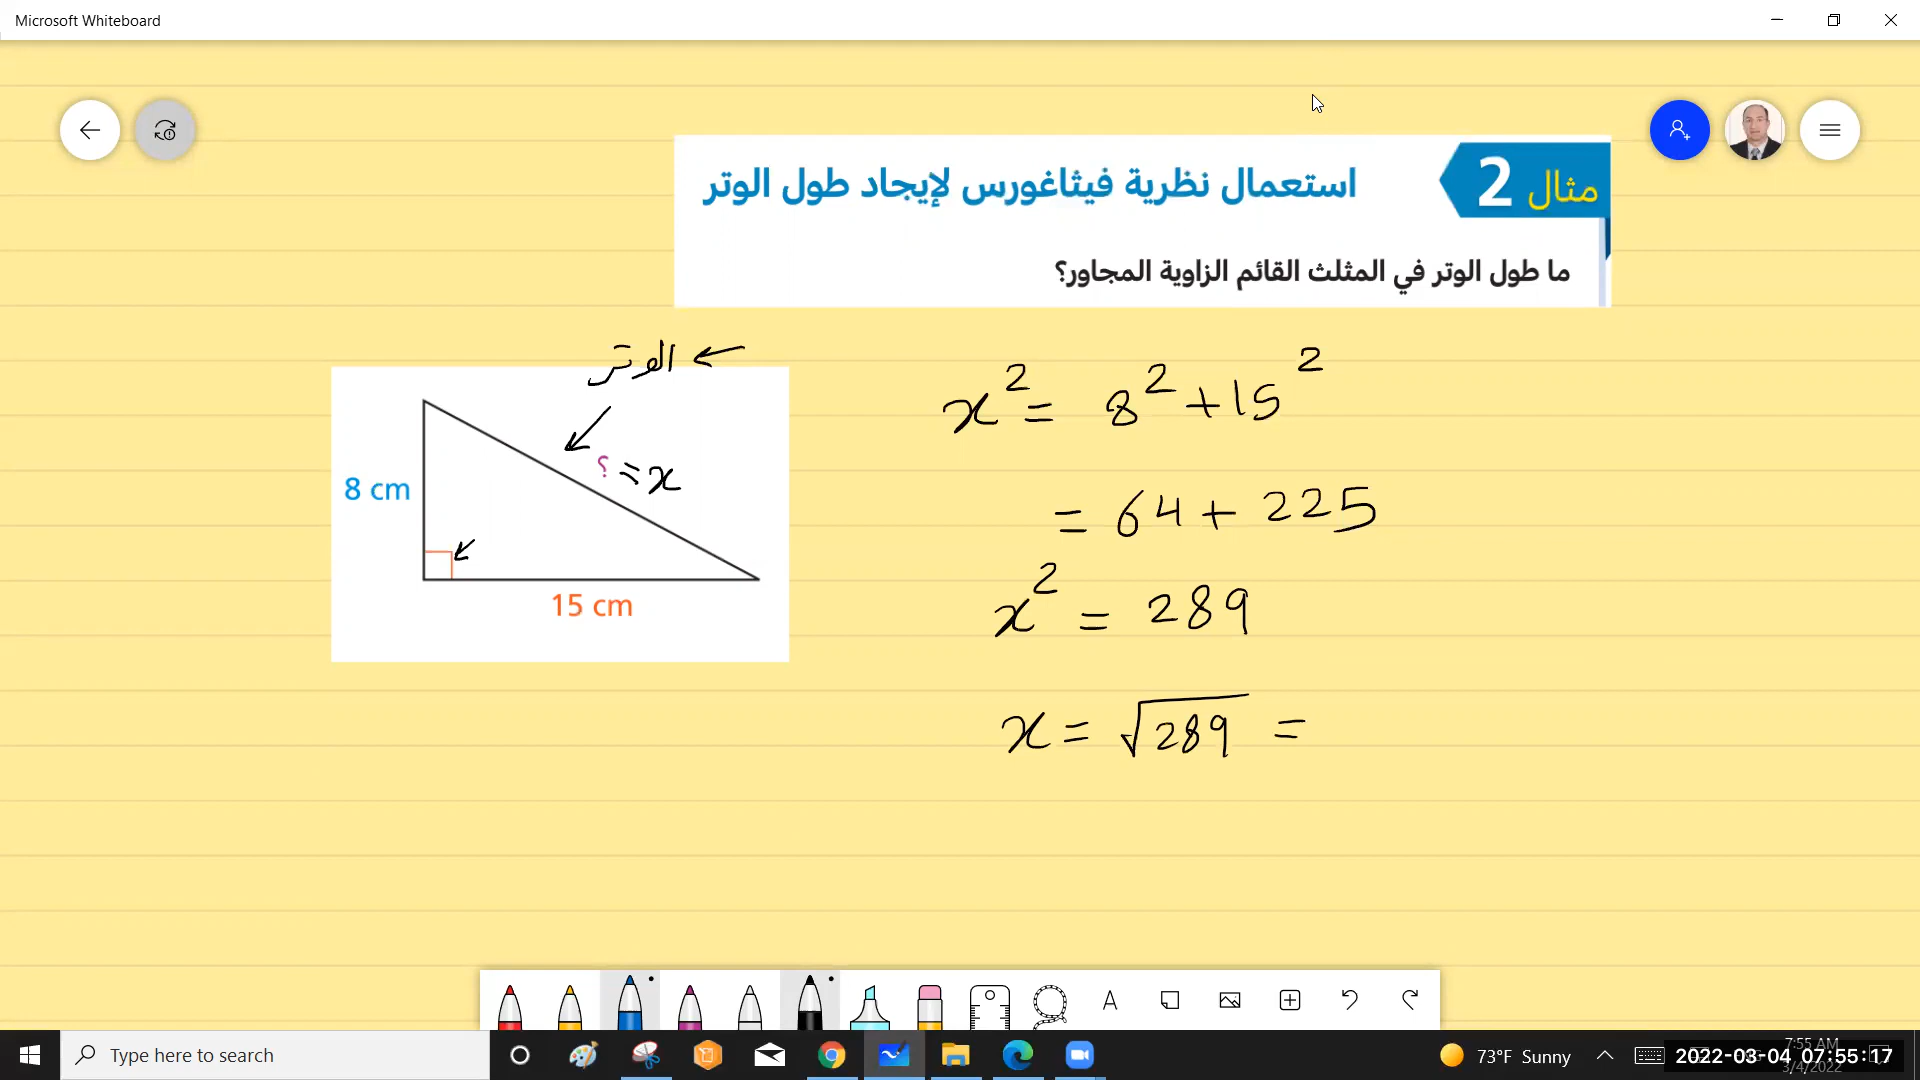 Microsoft Whiteboard
مثال 2
استعمال نظرية فيثاغورس لإيجاد طول الوتر
ما طول الوتر في المثلث القائم الزاوية المجاور؟
الوتر ←
8 cm
؟ = x
15 cm
x² = 8² + 15²
= 64 + 225
x² = 289
x = √289 =
A
Type here to search
73°F Sunny
7:55 AM
3/4/2022
2022-03-04 07:55:17